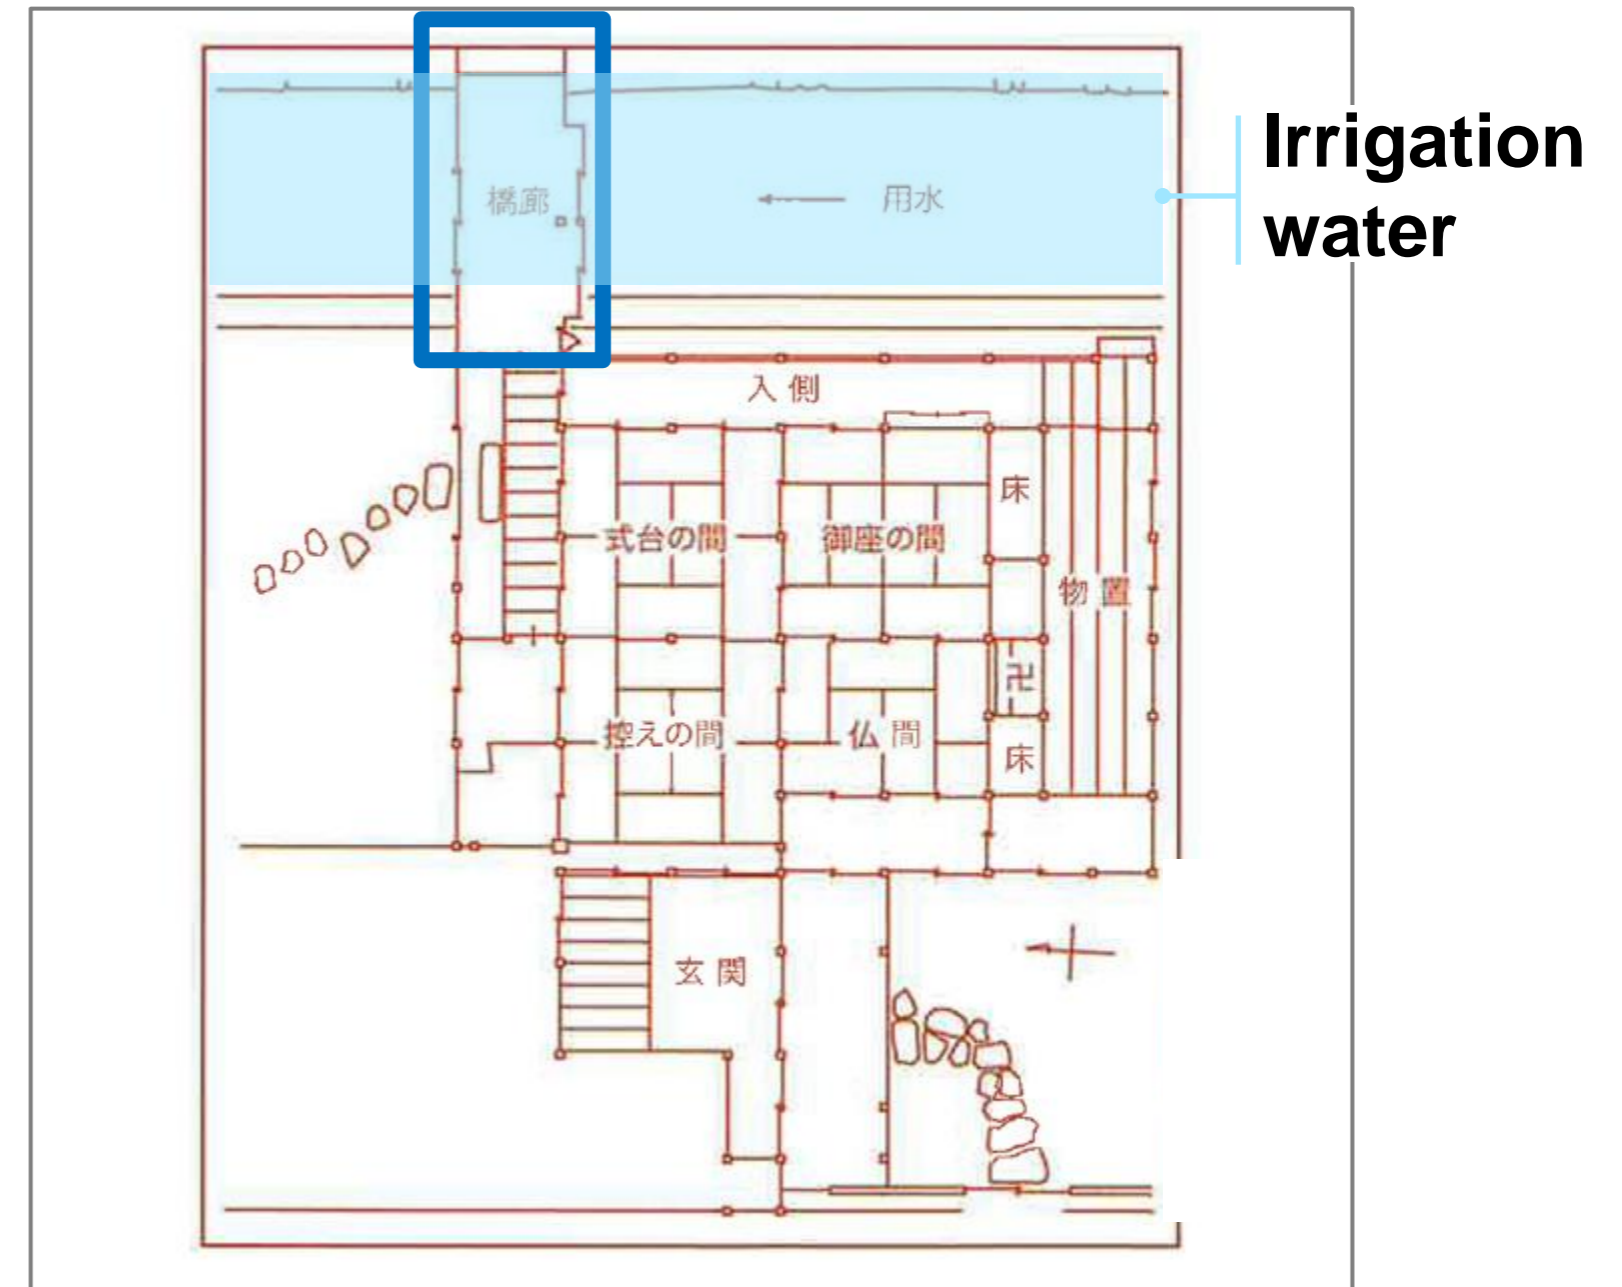 Irrigation
water
橋廊
用水
入側
床
式台の間
御座の間
物置
卍
控えの間
仏間
床
玄関